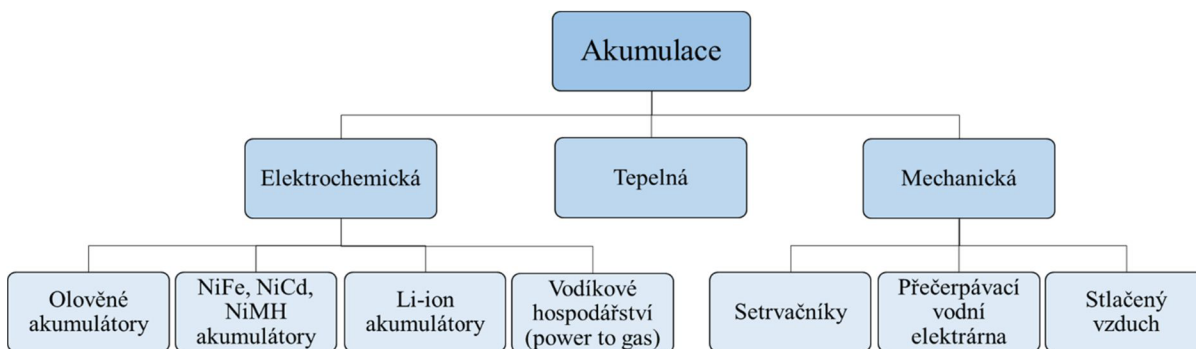 Akumulace
Elektrochemická
Tepelná
Mechanická
Olověné
akumulátory
NiFe, NiCd,
NiMH
akumulátory
Li-ion
akumulátory
Vodíkové
hospodářství
(power to gas)
Setrvačníky
Přečerpávací
vodní
elektrárna
Stlačený
vzduch